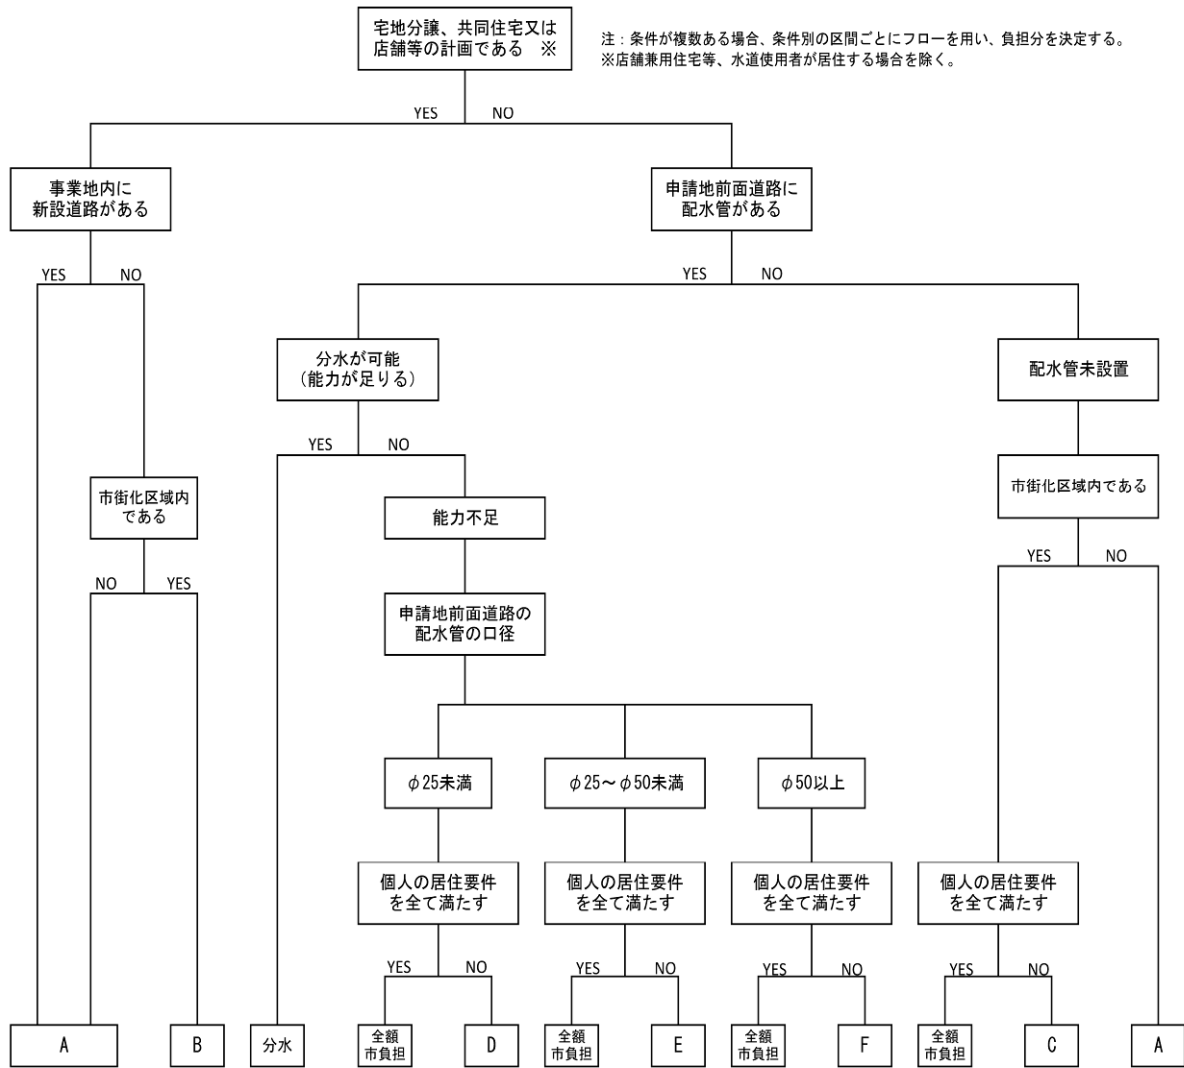 宅地分譲、共同住宅又は
店舗等の計画である ※
注：条件が複数ある場合、条件別の区間ごとにフローを用い、負担分を決定する。
※店舗兼用住宅等、水道使用者が居住する場合を除く。
YES NO
事業地内に
新設道路がある
申請地前面道路に
配水管がある
YES NO
YES NO
分水が可能
（能力が足りる）
配水管未設置
YES NO
市街化区域内
である
能力不足
市街化区域内である
NO YES
YES NO
申請地前面道路の
配水管の口径
φ25未満
φ25～φ50未満
φ50以上
個人の居住要件
を全て満たす
個人の居住要件
を全て満たす
個人の居住要件
を全て満たす
個人の居住要件
を全て満たす
YES NO
YES NO
YES NO
YES NO
A
B
分水
全額
市負担
D
全額
市負担
E
全額
市負担
F
全額
市負担
C
A